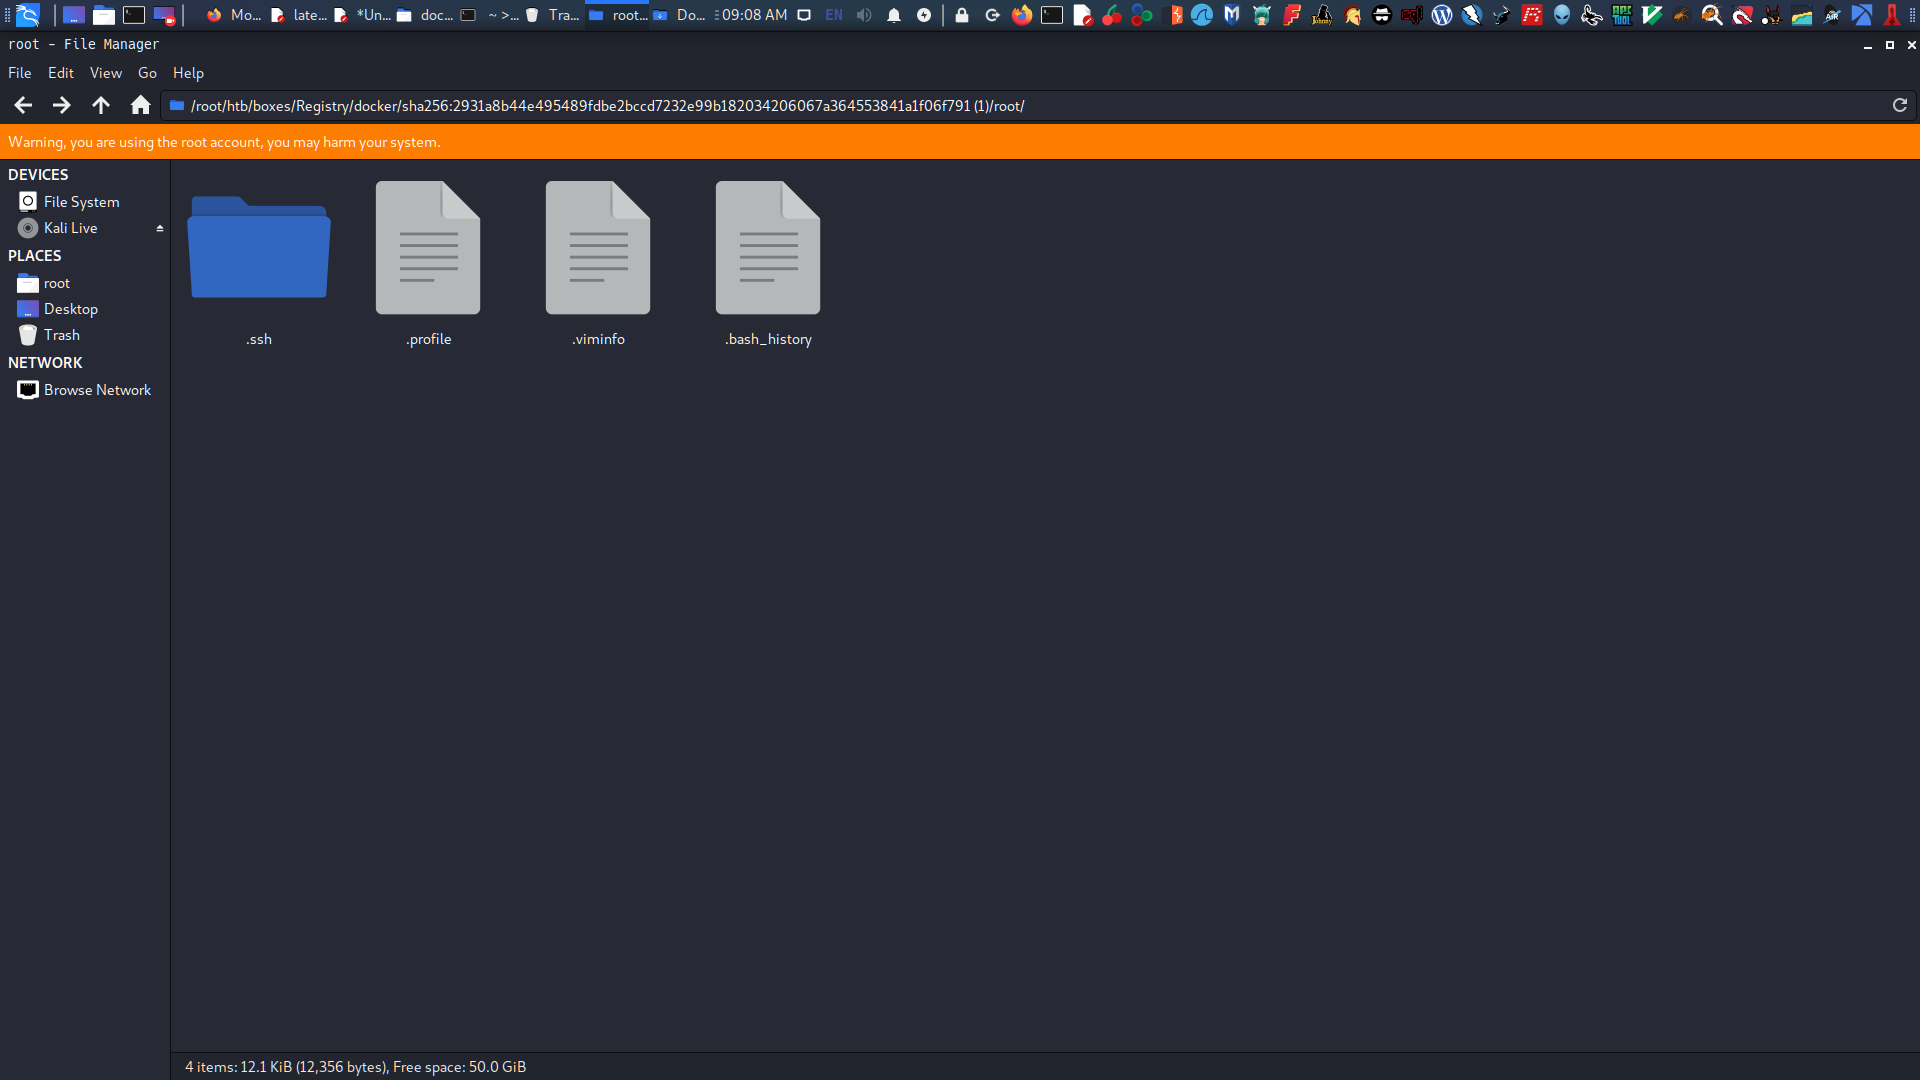 Mo...
late...
*Un...
doc...
~ >...
Tra...
root...
Do...
09:08 AM
EN
root - File Manager
File Edit View Go Help
/root/htb/boxes/Registry/docker/sha256:2931a8b44e495489fdbe2bccd7232e99b182034206067a364553841a1f06f791 (1)/root/
Warning, you are using the root account, you may harm your system.
DEVICES
File System
Kali Live
PLACES
root
Desktop
Trash
NETWORK
Browse Network
.ssh
.profile
.viminfo
.bash_history
4 items: 12.1 KiB (12,356 bytes), Free space: 50.0 GiB